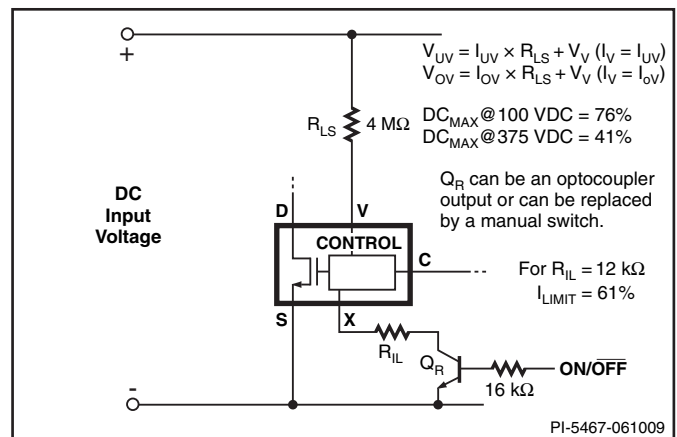 +
V_UV = I_UV × R_LS + V_V (I_V = I_UV)
V_OV = I_OV × R_LS + V_V (I_V = I_oV)
R_LS 4 MΩ
DC_MAX@100 VDC = 76%
DC_MAX@375 VDC = 41%
DC
Input
Voltage
Q_R can be an optocoupler
output or can be replaced
by a manual switch.
D V
CONTROL
C
For R_IL = 12 kΩ
I_LIMIT = 61%
S X
R_IL
Q_R
ON/O̅F̅F̅
16 kΩ
-
PI-5467-061009